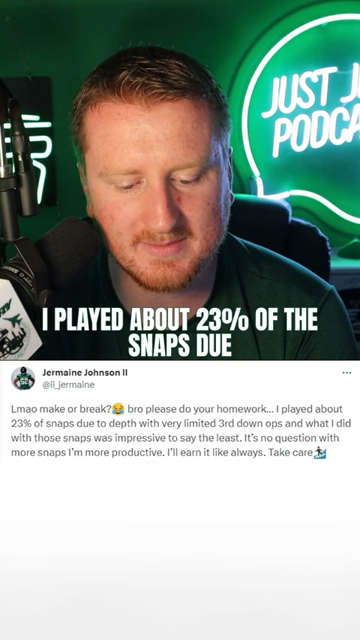 JUST J
PODCA
I PLAYED ABOUT 23% OF THE
SNAPS DUE
Jermaine Johnson II
@ii_jermaine
Lmao make or break?😂 bro please do your homework... I played about
23% of snaps due to depth with very limited 3rd down ops and what I did
with those snaps was impressive to say the least. It's no question with
more snaps I'm more productive. I'll earn it like always. Take care🏂